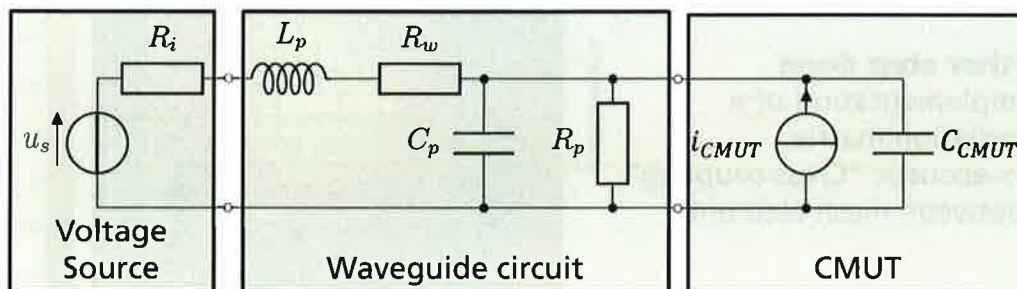 R_i
L_p
R_w
u_s
C_p
R_p
i_CMUT
C_CMUT
Voltage
Source
Waveguide circuit
CMUT